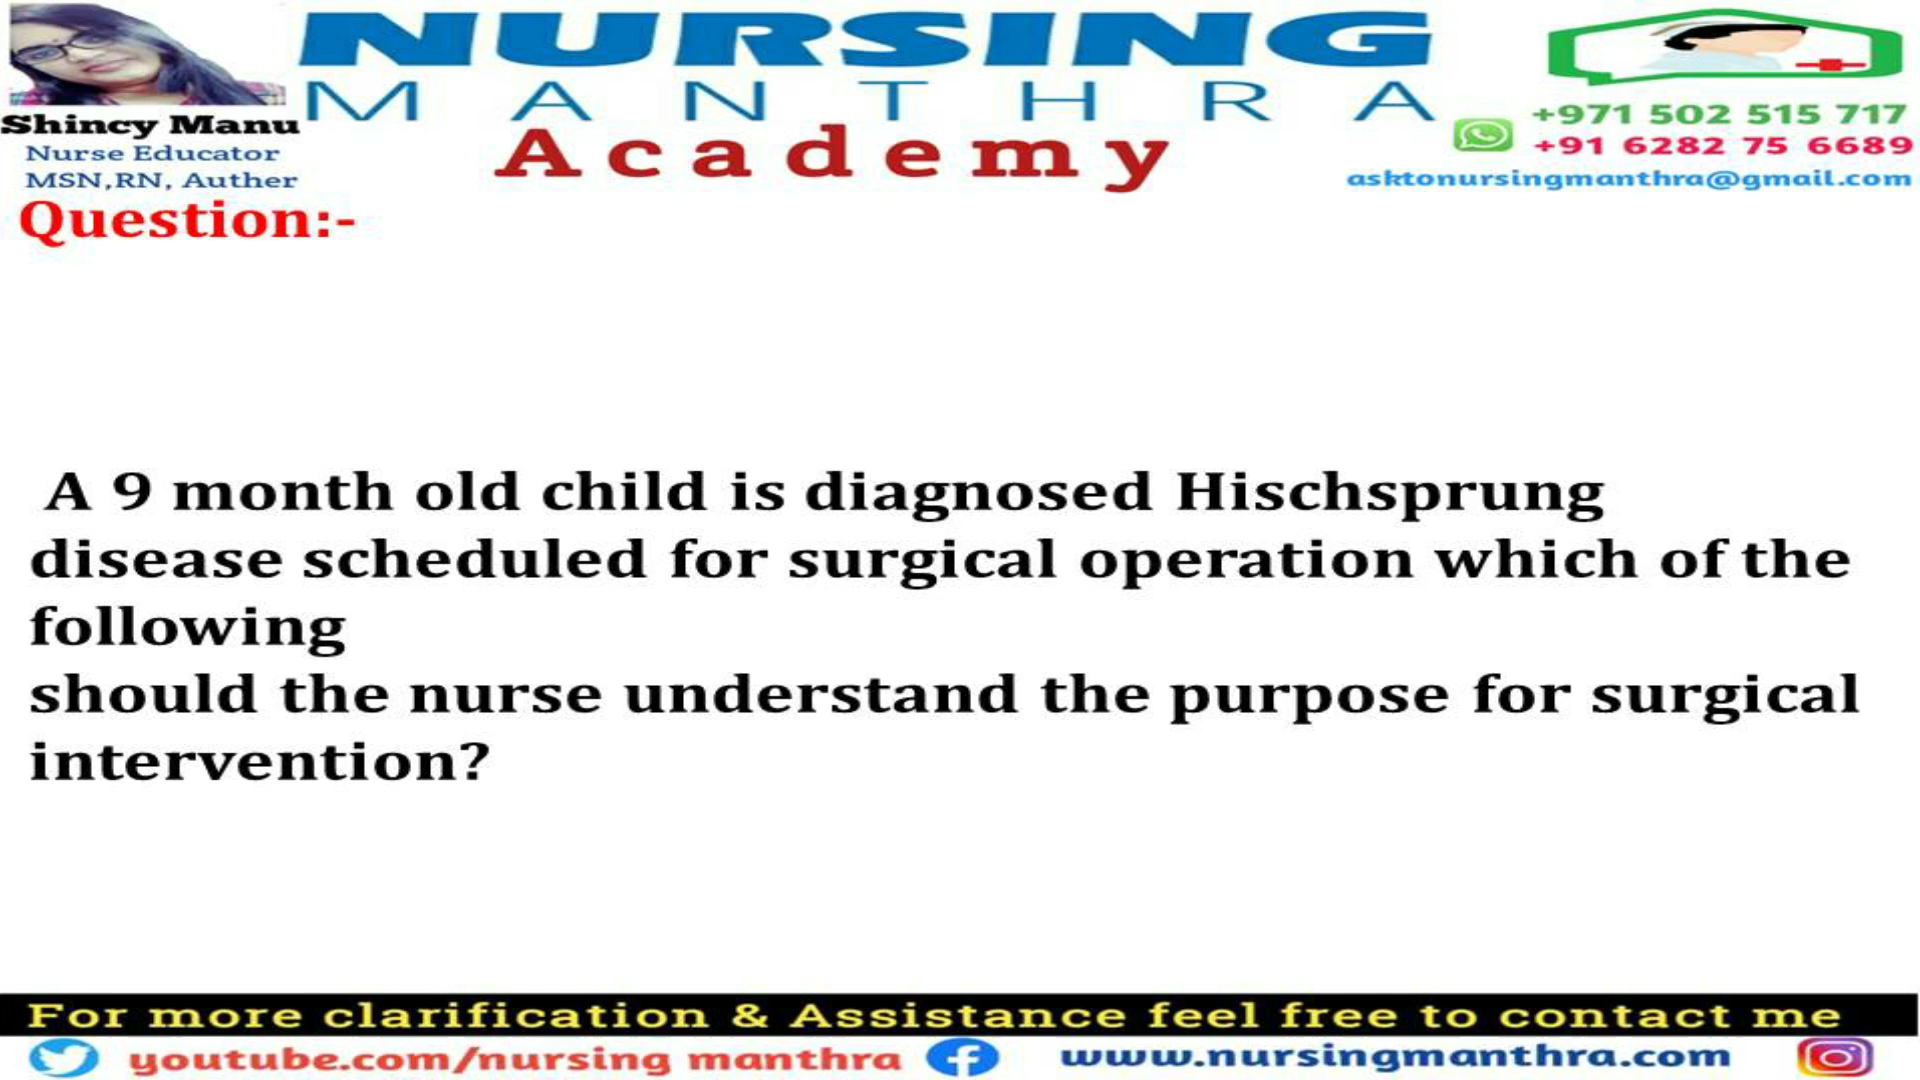 NURSING
MANTHRA
Academy
Shincy Manu
Nurse Educator
MSN,RN, Auther
+971 502 515 717
+91 6282 75 6689
asktonursingmanthra@gmail.com
Question:-
A 9 month old child is diagnosed Hischsprung
disease scheduled for surgical operation which of the
following
should the nurse understand the purpose for surgical
intervention?
For more clarification & Assistance feel free to contact me
youtube.com/nursing manthra
www.nursingmanthra.com